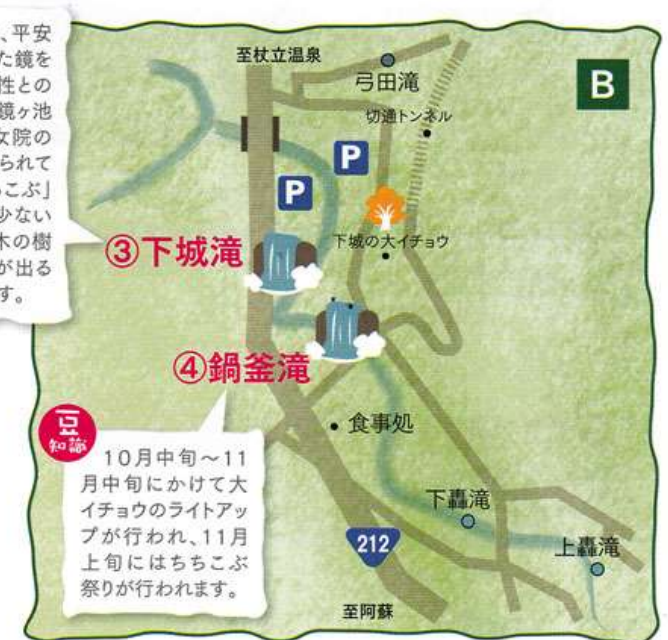 、平安
た鏡を
性との
鏡ヶ池
女院の
られて
こぶ」
少ない
木の樹
が出る
す。
至杖立温泉
弓田滝
B
切通トンネル
P
P
下城の大イチョウ
③下城滝
④鍋釜滝
豆
知識
10月中旬～11
月中旬にかけて大
イチョウのライトアッ
プが行われ、11月
上旬にはちちこぶ
祭りが行われます。
食事処
下轟滝
212
上轟滝
至阿蘇